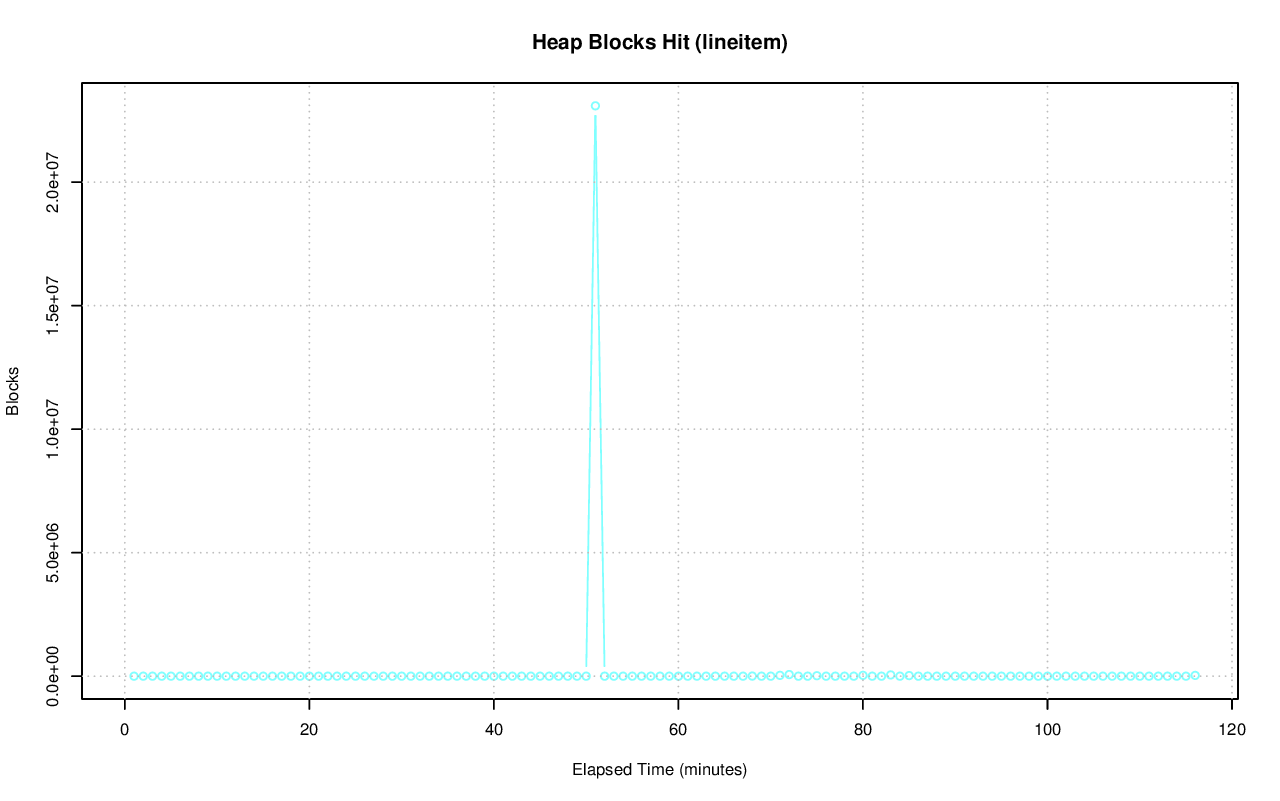 Heap Blocks Hit (lineitem)
Blocks
2.0e+07
1.5e+07
1.0e+07
5.0e+06
0.0e+00
0 20 40 60 80 100 120
Elapsed Time (minutes)